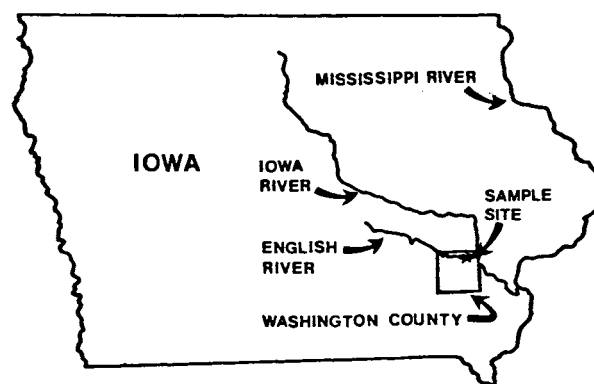 MISSISSIPPI RIVER
IOWA
IOWA
RIVER
SAMPLE
SITE
ENGLISH
RIVER
WASHINGTON COUNTY